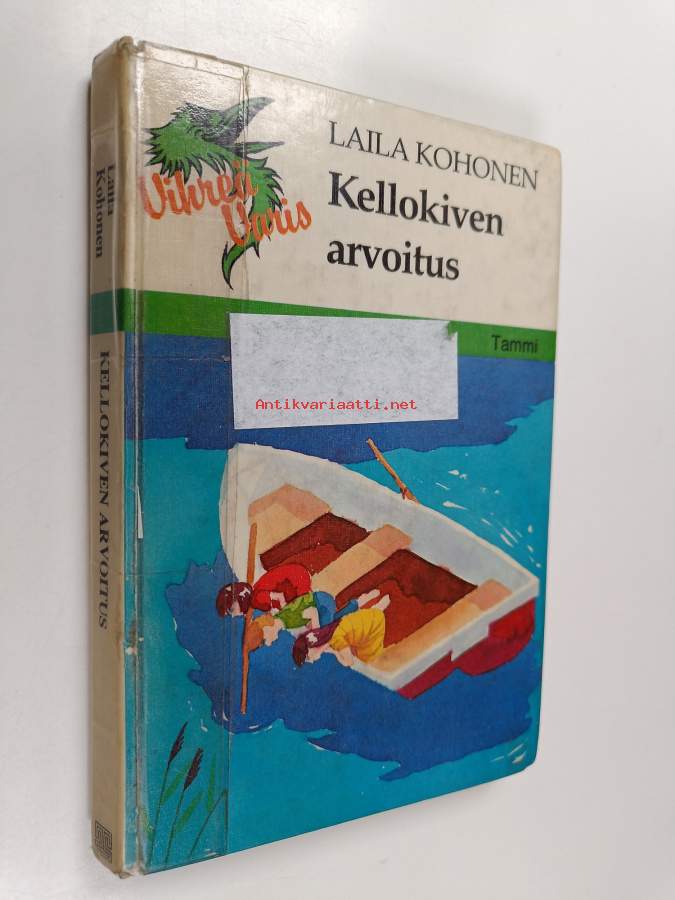 Vihreä
Varis
LAILA KOHONEN
Kellokiven
arvoitus
Tammi
Antikvariaatti.net
Laila
Kohonen
KELLOKIVEN ARVOITUS